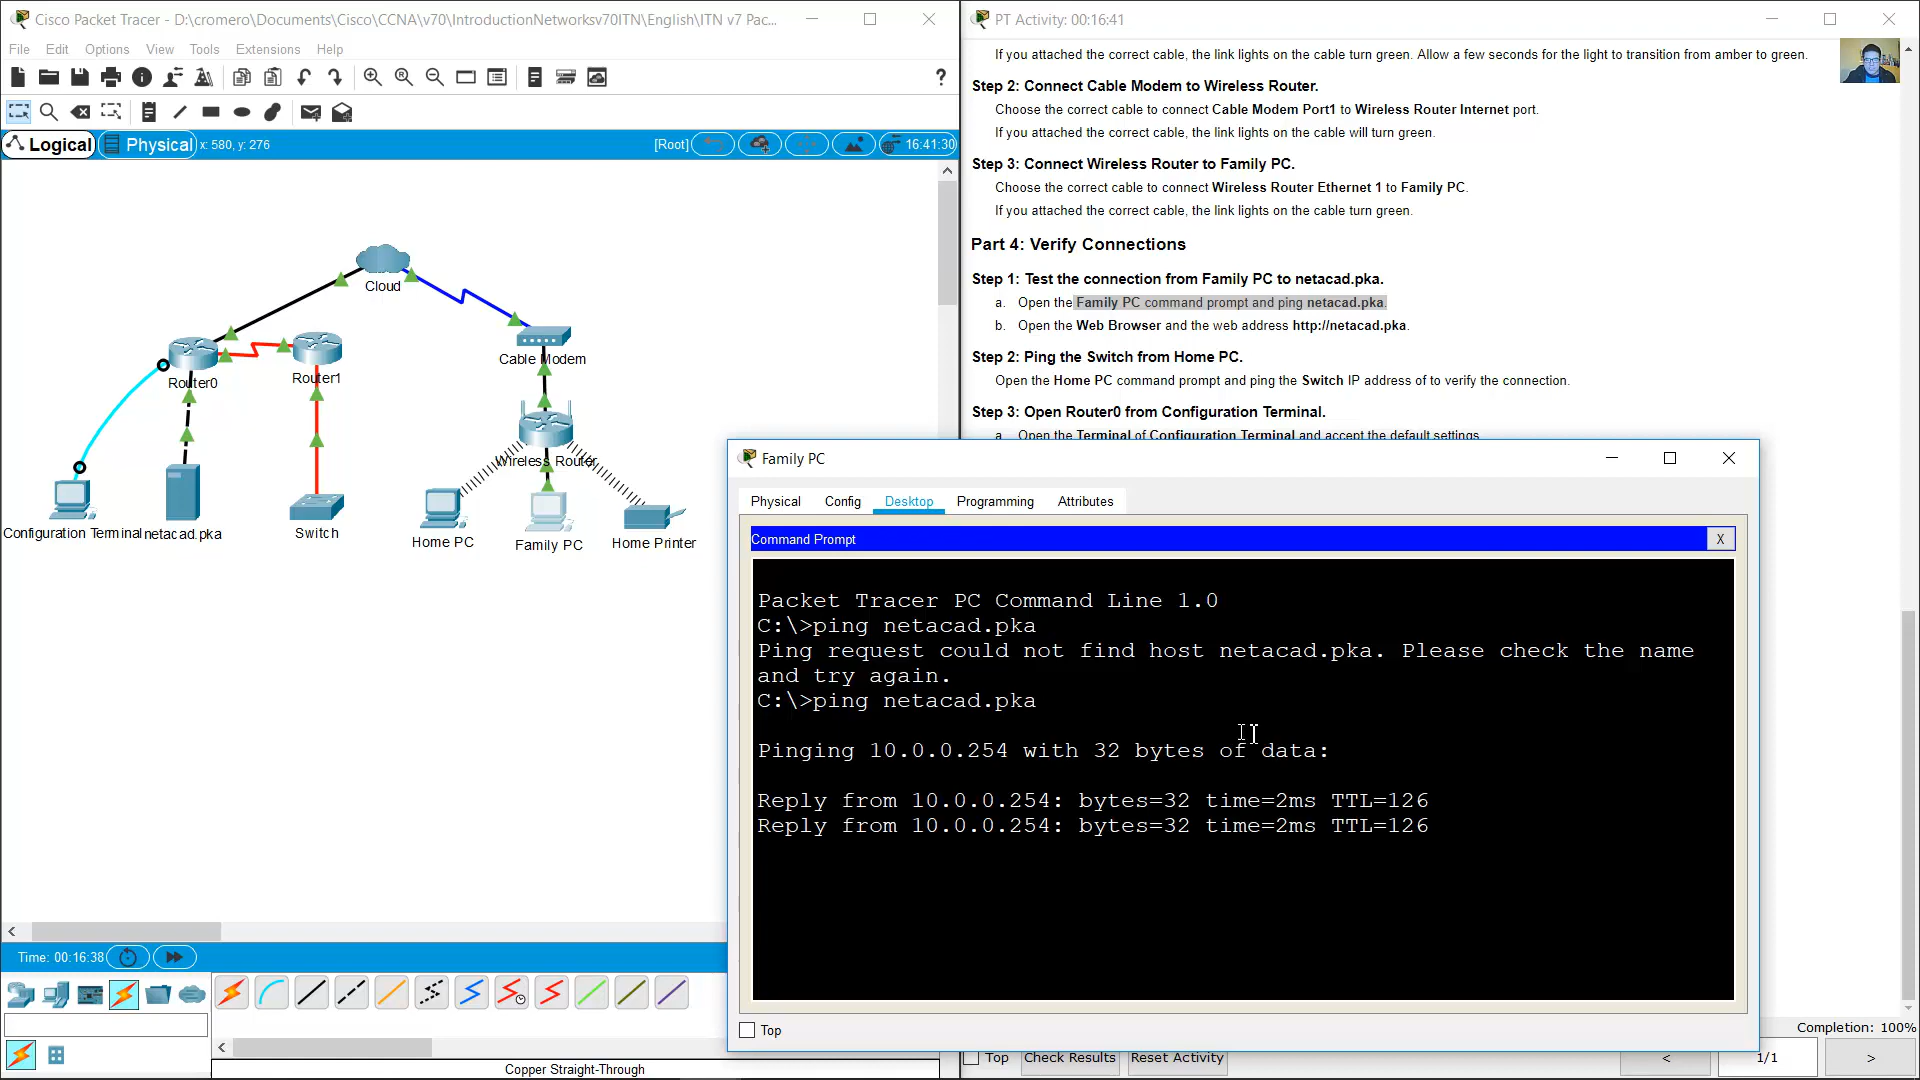 Cisco Packet Tracer - D:\cromero\Documents\Cisco\CCNA\v70\IntroductionNetworksv70ITN\English\ITN v7 Pac...
File Edit Options View Tools Extensions Help
?
Logical
Physical
x: 580, y: 276
[Root]
16:41:30
Cloud
Router0
Router1
Cable Modem
Wireless Router
Configuration Terminal
netacad.pka
Switch
Home PC
Family PC
Home Printer
Time: 00:16:38
Copper Straight-Through
PT Activity: 00:16:41
If you attached the correct cable, the link lights on the cable turn green. Allow a few seconds for the light to transition from amber to green.
Step 2: Connect Cable Modem to Wireless Router.
Choose the correct cable to connect Cable Modem Port1 to Wireless Router Internet port.
If you attached the correct cable, the link lights on the cable will turn green.
Step 3: Connect Wireless Router to Family PC.
Choose the correct cable to connect Wireless Router Ethernet 1 to Family PC.
If you attached the correct cable, the link lights on the cable turn green.
Part 4: Verify Connections
Step 1: Test the connection from Family PC to netacad.pka.
a. Open the Family PC command prompt and ping netacad.pka.
b. Open the Web Browser and the web address http://netacad.pka.
Step 2: Ping the Switch from Home PC.
Open the Home PC command prompt and ping the Switch IP address of to verify the connection.
Step 3: Open Router0 from Configuration Terminal.
a. Open the Terminal of Configuration Terminal and accept the default settings.
Family PC
Physical Config Desktop Programming Attributes
Command Prompt
X
Packet Tracer PC Command Line 1.0
C:\>ping netacad.pka
Ping request could not find host netacad.pka. Please check the name
and try again.
C:\>ping netacad.pka
Pinging 10.0.0.254 with 32 bytes of data:
Reply from 10.0.0.254: bytes=32 time=2ms TTL=126
Reply from 10.0.0.254: bytes=32 time=2ms TTL=126
Top
Completion: 100%
Top Check Results Reset Activity < 1/1 >